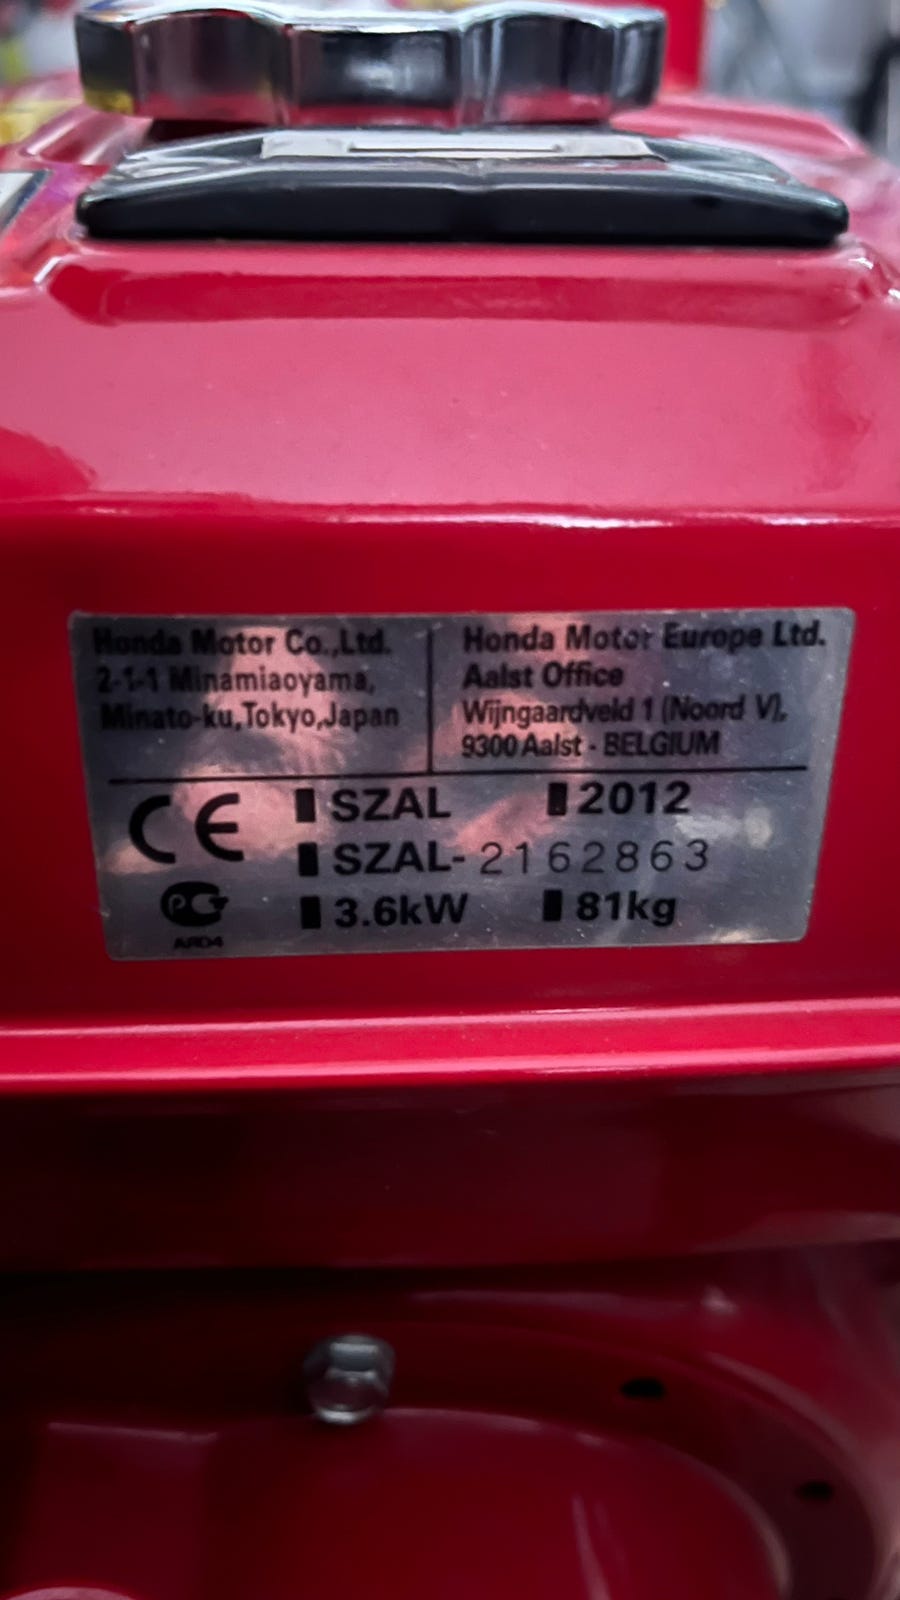 Honda Motor Co.,Ltd.
2-1-1 Minamiaoyama,
Minato-ku,Tokyo,Japan
Honda Motor Europe Ltd.
Aalst Office
Wijngaardveld 1 (Noord V),
9300 Aalst - BELGIUM
CE SZAL 2012
SZAL-2162863
3.6kW 81kg